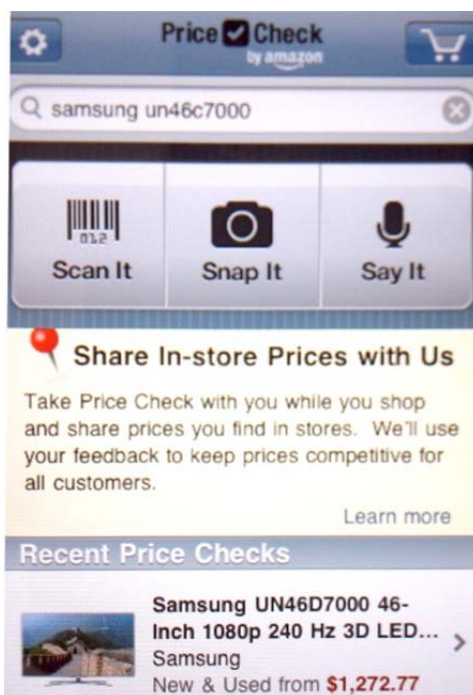 Price Check
by amazon
samsung un46c7000
012
Scan It
Snap It
Say It
Share In-store Prices with Us
Take Price Check with you while you shop
and share prices you find in stores. We'll use
your feedback to keep prices competitive for
all customers.
Learn more
Recent Price Checks
Samsung UN46D7000 46-
Inch 1080p 240 Hz 3D LED...
Samsung
New & Used from $1,272.77